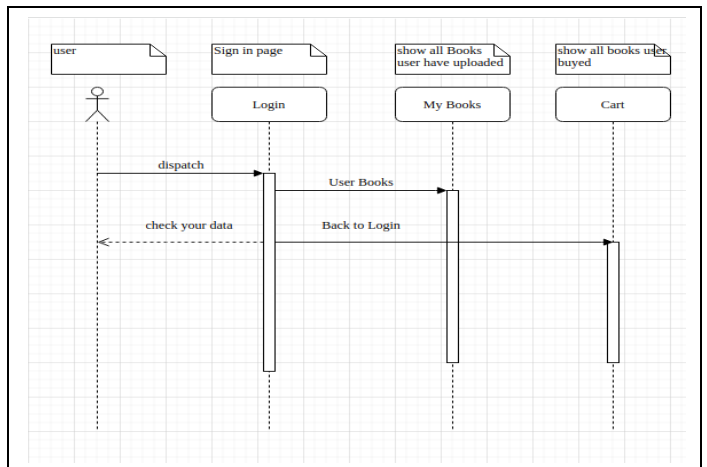 user
Sign in page
show all Books
user have uploaded
show all books user
buyed
Login
My Books
Cart
dispatch
User Books
check your data
Back to Login